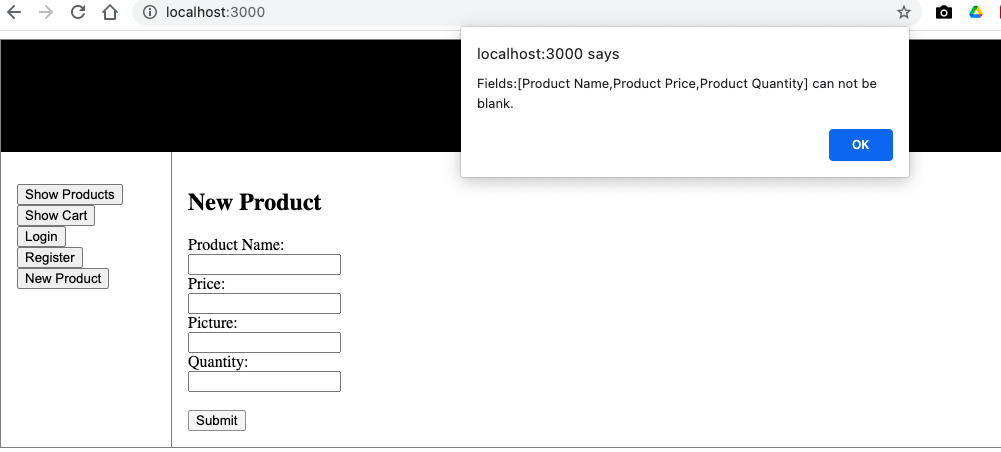 localhost:3000
localhost:3000 says
Fields:[Product Name,Product Price,Product Quantity] can not be
blank.
OK
Show Products
Show Cart
Login
Register
New Product
New Product
Product Name:
Price:
Picture:
Quantity:
Submit